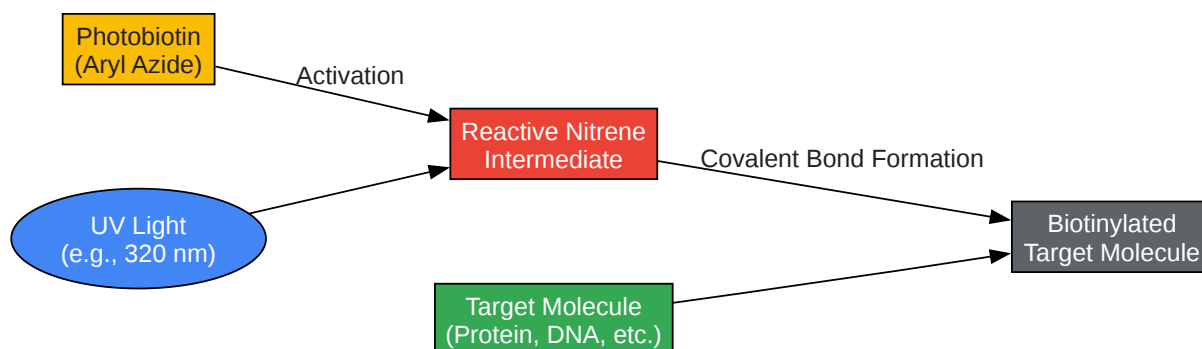 Photobiotin
(Aryl Azide)
Activation
Reactive Nitrene
Intermediate
Covalent Bond Formation
UV Light
(e.g., 320 nm)
Biotinylated
Target Molecule
Target Molecule
(Protein, DNA, etc.)